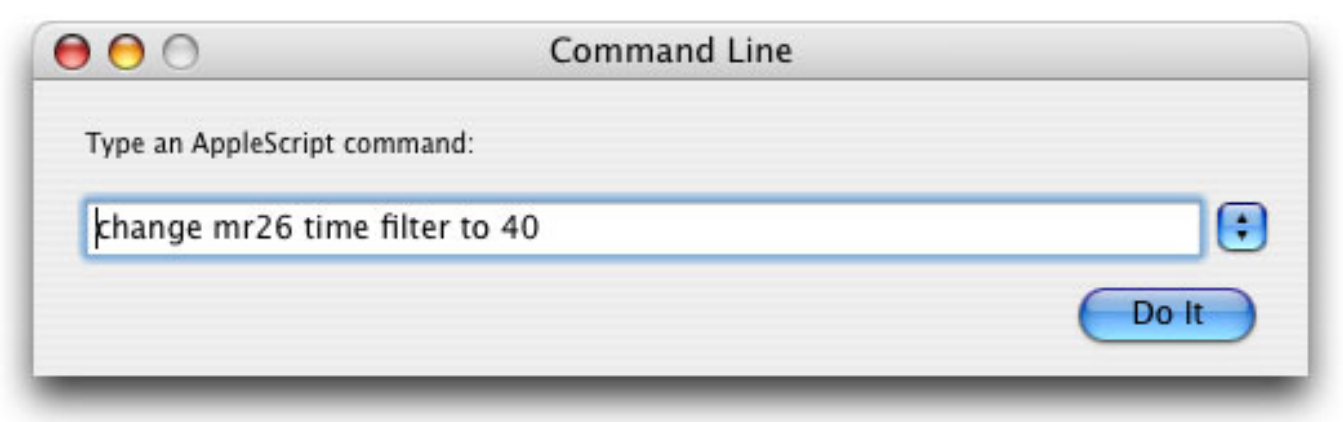 Command Line
Type an AppleScript command:
change mr26 time filter to 40
Do It